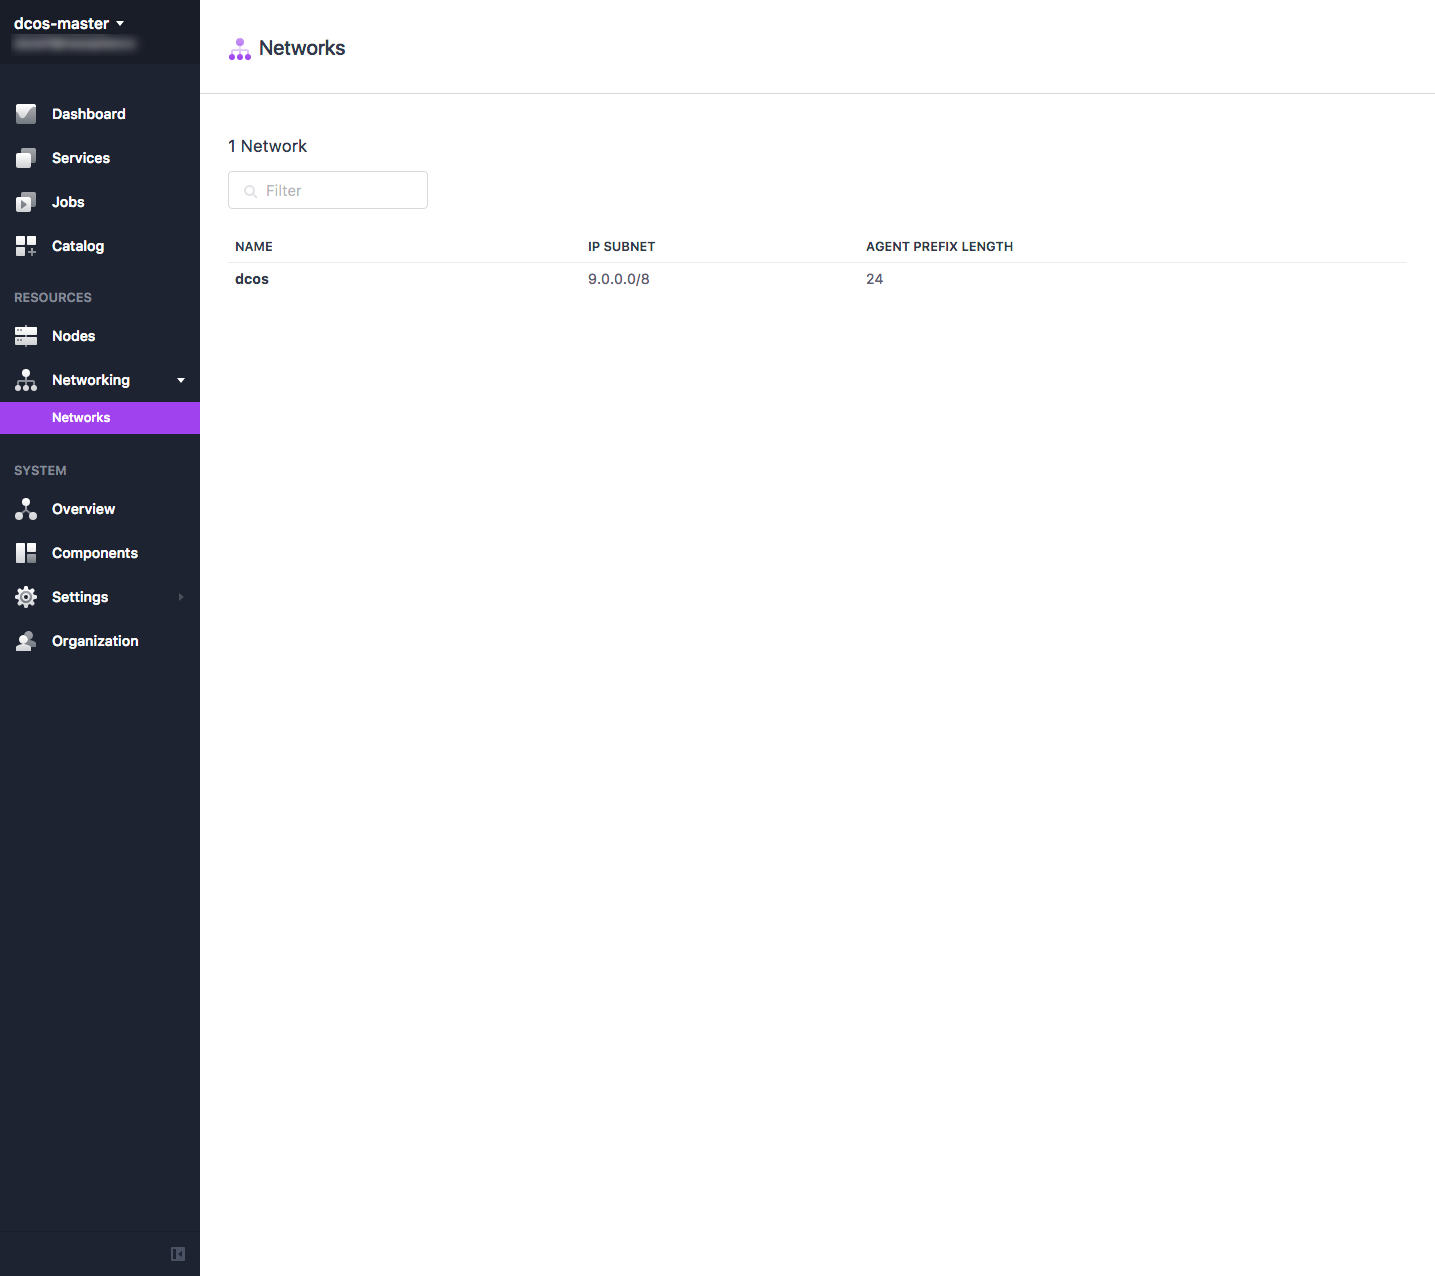 dcos-master
Dashboard
Services
Jobs
Catalog
RESOURCES
Nodes
Networking
Networks
SYSTEM
Overview
Components
Settings
Organization
Networks
1 Network
Filter
NAME IP SUBNET AGENT PREFIX LENGTH
dcos 9.0.0.0/8 24